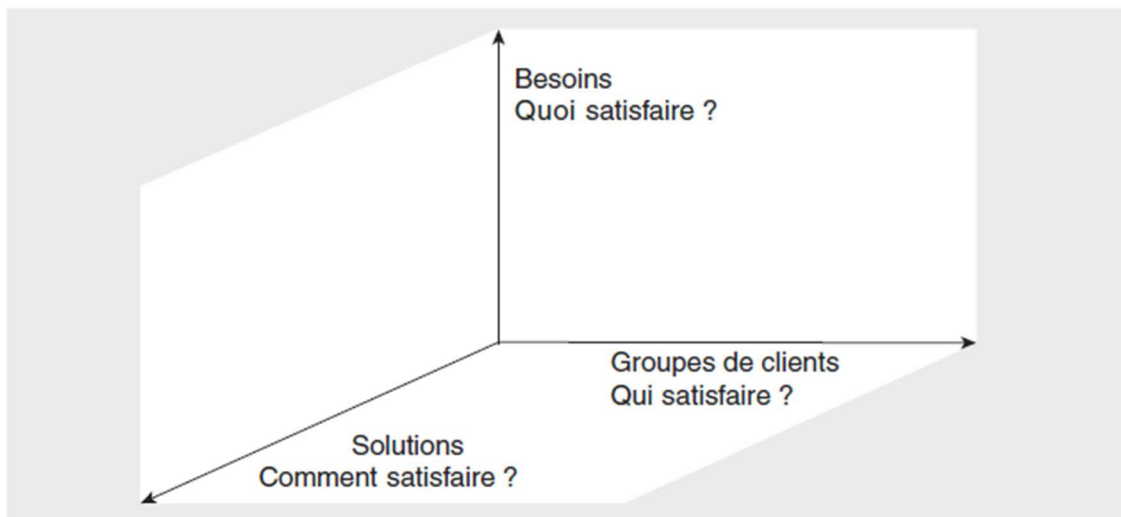 Besoins
Quoi satisfaire ?
Groupes de clients
Qui satisfaire ?
Solutions
Comment satisfaire ?